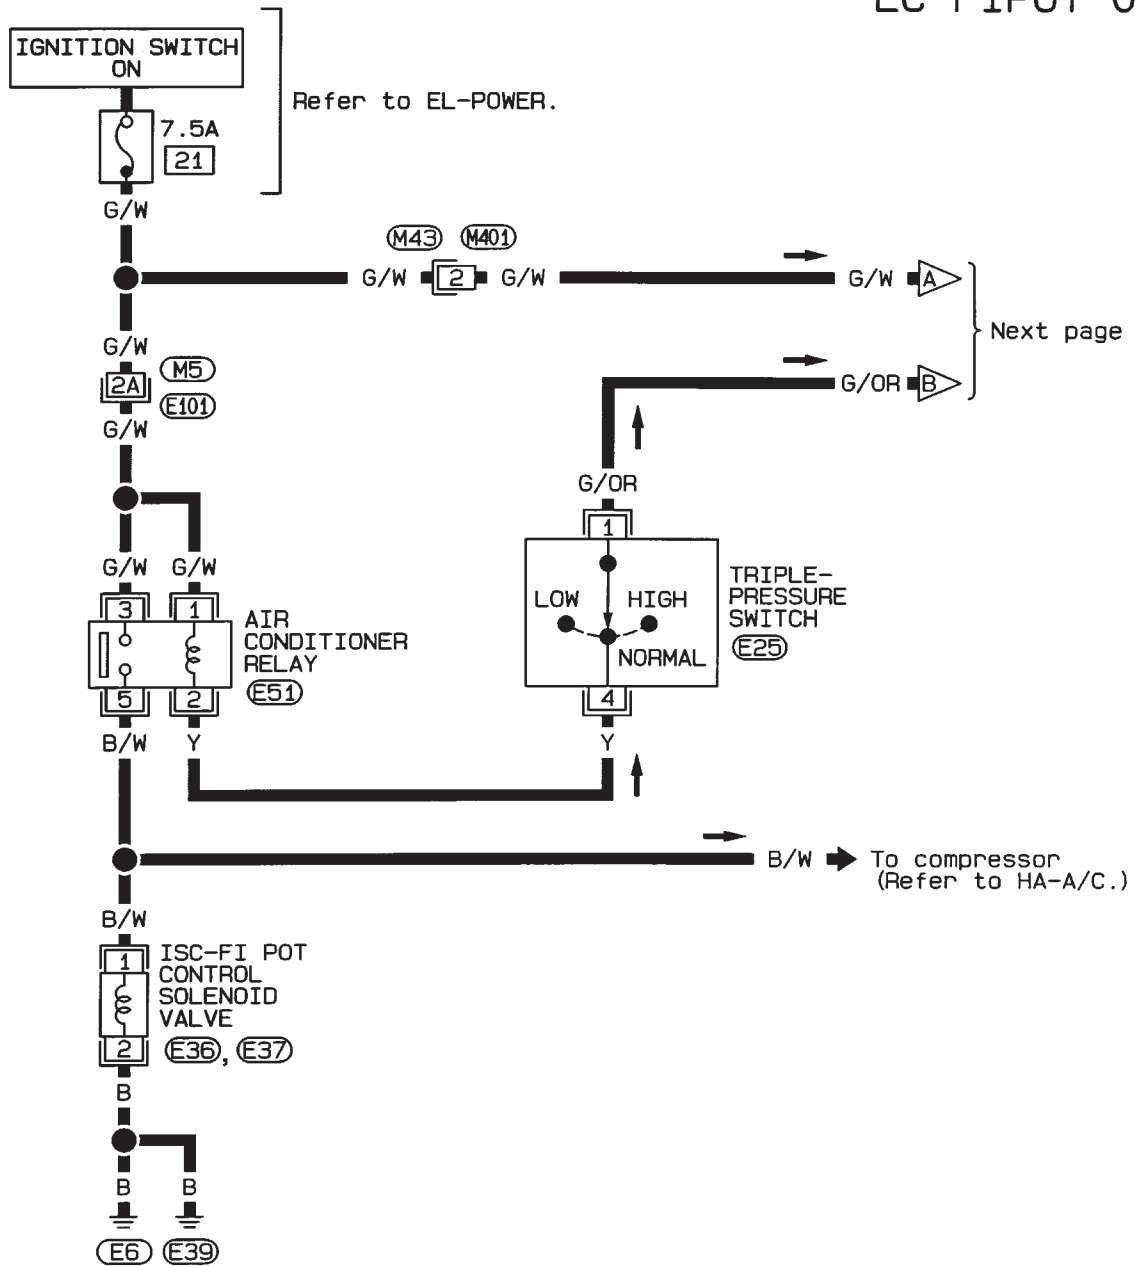 IGNITION SWITCH
ON
Refer to EL-POWER.
7.5A
21
G/W
M43 M401
G/W 2 G/W
G/W A
Next page
G/W
2A
M5
E101
G/W
G/OR B
G/OR
1
G/W G/W
3 1
AIR
CONDITIONER
RELAY
E51
5 2
B/W Y
LOW HIGH
NORMAL
TRIPLE-
PRESSURE
SWITCH
E25
4
Y
B/W To compressor
(Refer to HA-A/C.)
B/W
1
ISC-FI POT
CONTROL
SOLENOID
VALVE
2
E36, E37
B
B B
E6 E39